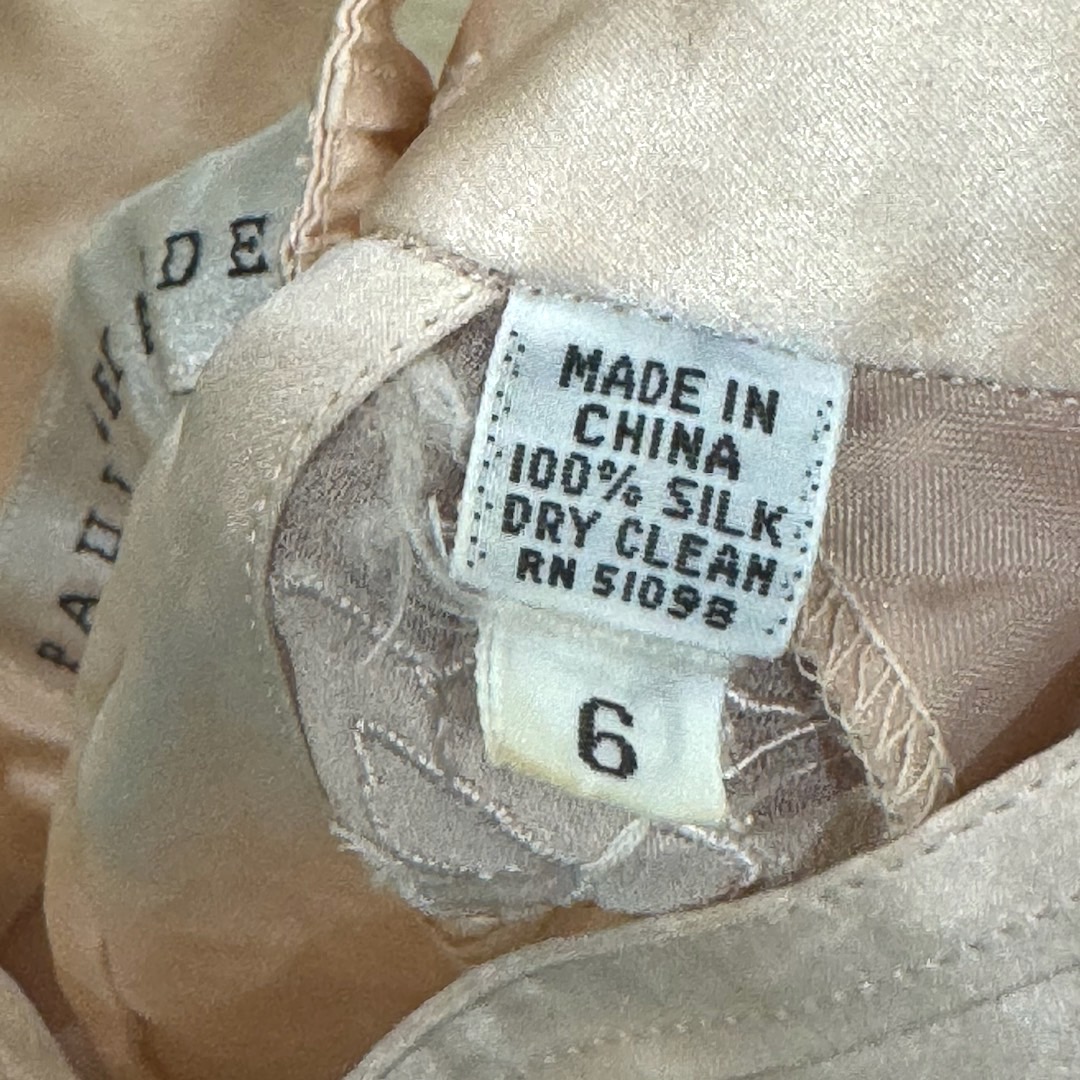 MADE IN
CHINA
100% SILK
DRY CLEAN
RN 51098
6